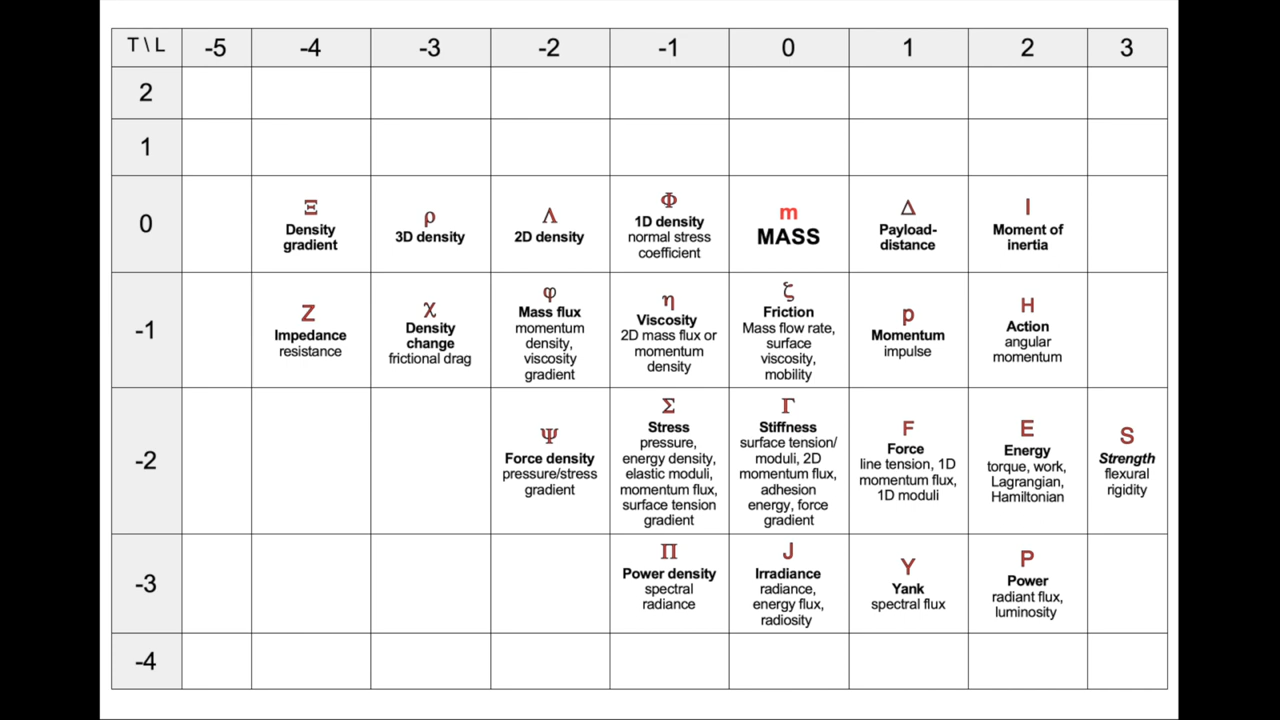 T \ L -5 -4 -3 -2 -1 0 1 2 3
2
1
0
Ξ
Density
gradient
ρ
3D density
Λ
2D density
Φ
1D density
normal stress
coefficient
m
MASS
Δ
Payload-
distance
I
Moment of
inertia
-1
Z
Impedance
resistance
χ
Density
change
frictional drag
φ
Mass flux
momentum
density,
viscosity
gradient
η
Viscosity
2D mass flux or
momentum
density
ζ
Friction
Mass flow rate,
surface
viscosity,
mobility
p
Momentum
impulse
H
Action
angular
momentum
-2
Ψ
Force density
pressure/stress
gradient
Σ
Stress
pressure,
energy density,
elastic moduli,
momentum flux,
surface tension
gradient
Γ
Stiffness
surface tension/
moduli, 2D
momentum flux,
adhesion
energy, force
gradient
F
Force
line tension, 1D
momentum flux,
1D moduli
E
Energy
torque, work,
Lagrangian,
Hamiltonian
S
Strength
flexural
rigidity
-3
Π
Power density
spectral
radiance
J
Irradiance
radiance,
energy flux,
radiosity
Y
Yank
spectral flux
P
Power
radiant flux,
luminosity
-4